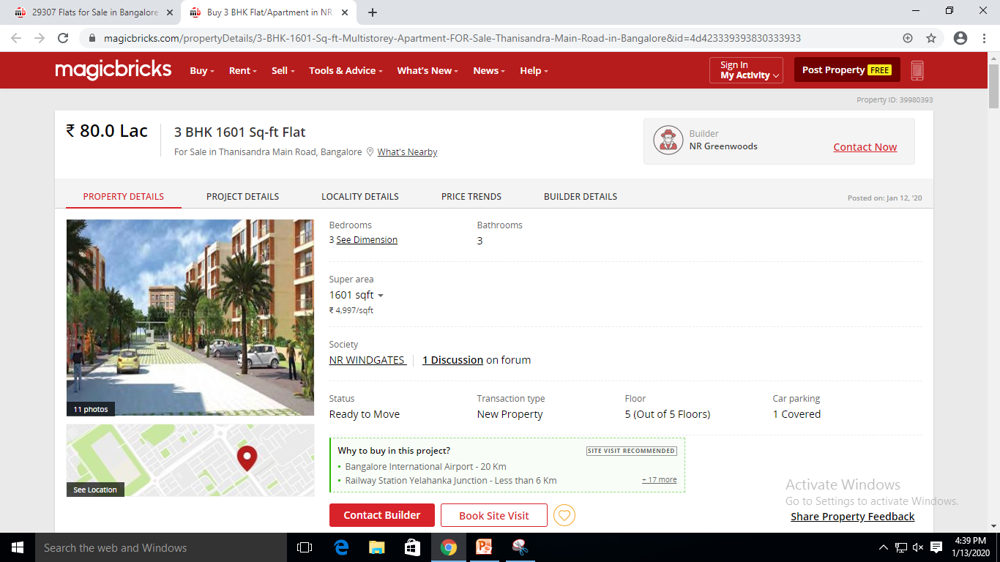 29307 Flats for Sale in Bangalore
Buy 3 BHK Flat/Apartment in NR
magicbricks.com/propertyDetails/3-BHK-1601-Sq-ft-Multistorey-Apartment-FOR-Sale-Thanisandra-Main-Road-in-Bangalore&id=4d423339393830333933
magicbricks Buy Rent Sell Tools & Advice What's New News Help
Sign In
My Activity
Post Property FREE
Property ID: 39980393
₹ 80.0 Lac
3 BHK 1601 Sq-ft Flat
For Sale in Thanisandra Main Road, Bangalore What's Nearby
Builder
NR Greenwoods
Contact Now
PROPERTY DETAILS PROJECT DETAILS LOCALITY DETAILS PRICE TRENDS BUILDER DETAILS
Posted on: Jan 12, '20
magicbricks
11 photos
See Location
Bedrooms Bathrooms
3 See Dimension 3
Super area
1601 sqft
₹ 4,997/sqft
Society
NR WINDGATES 1 Discussion on forum
Status Transaction type Floor Car parking
Ready to Move New Property 5 (Out of 5 Floors) 1 Covered
Why to buy in this project? SITE VISIT RECOMMENDED
• Bangalore International Airport - 20 Km
• Railway Station Yelahanka Junction - Less than 6 Km + 17 more
Contact Builder Book Site Visit
Activate Windows
Go to Settings to activate Windows.
Share Property Feedback
Search the web and Windows
4:39 PM
1/13/2020